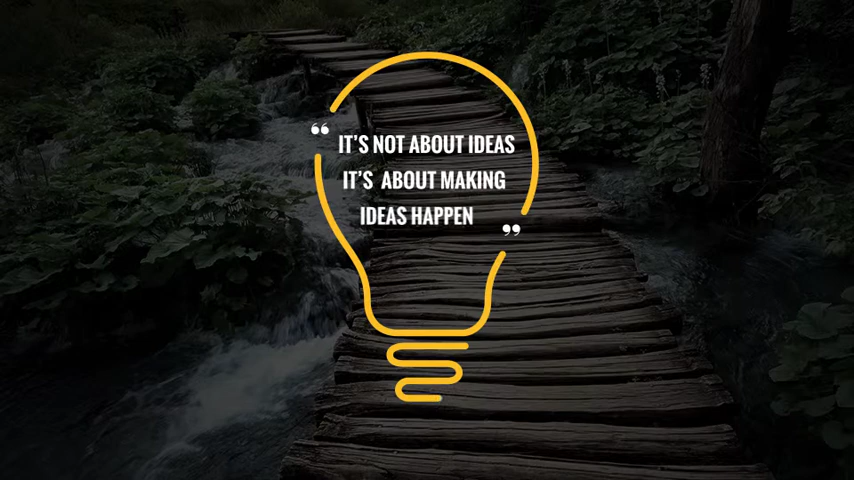 “ IT’S NOT ABOUT IDEAS
IT’S  ABOUT MAKING
IDEAS HAPPEN ”